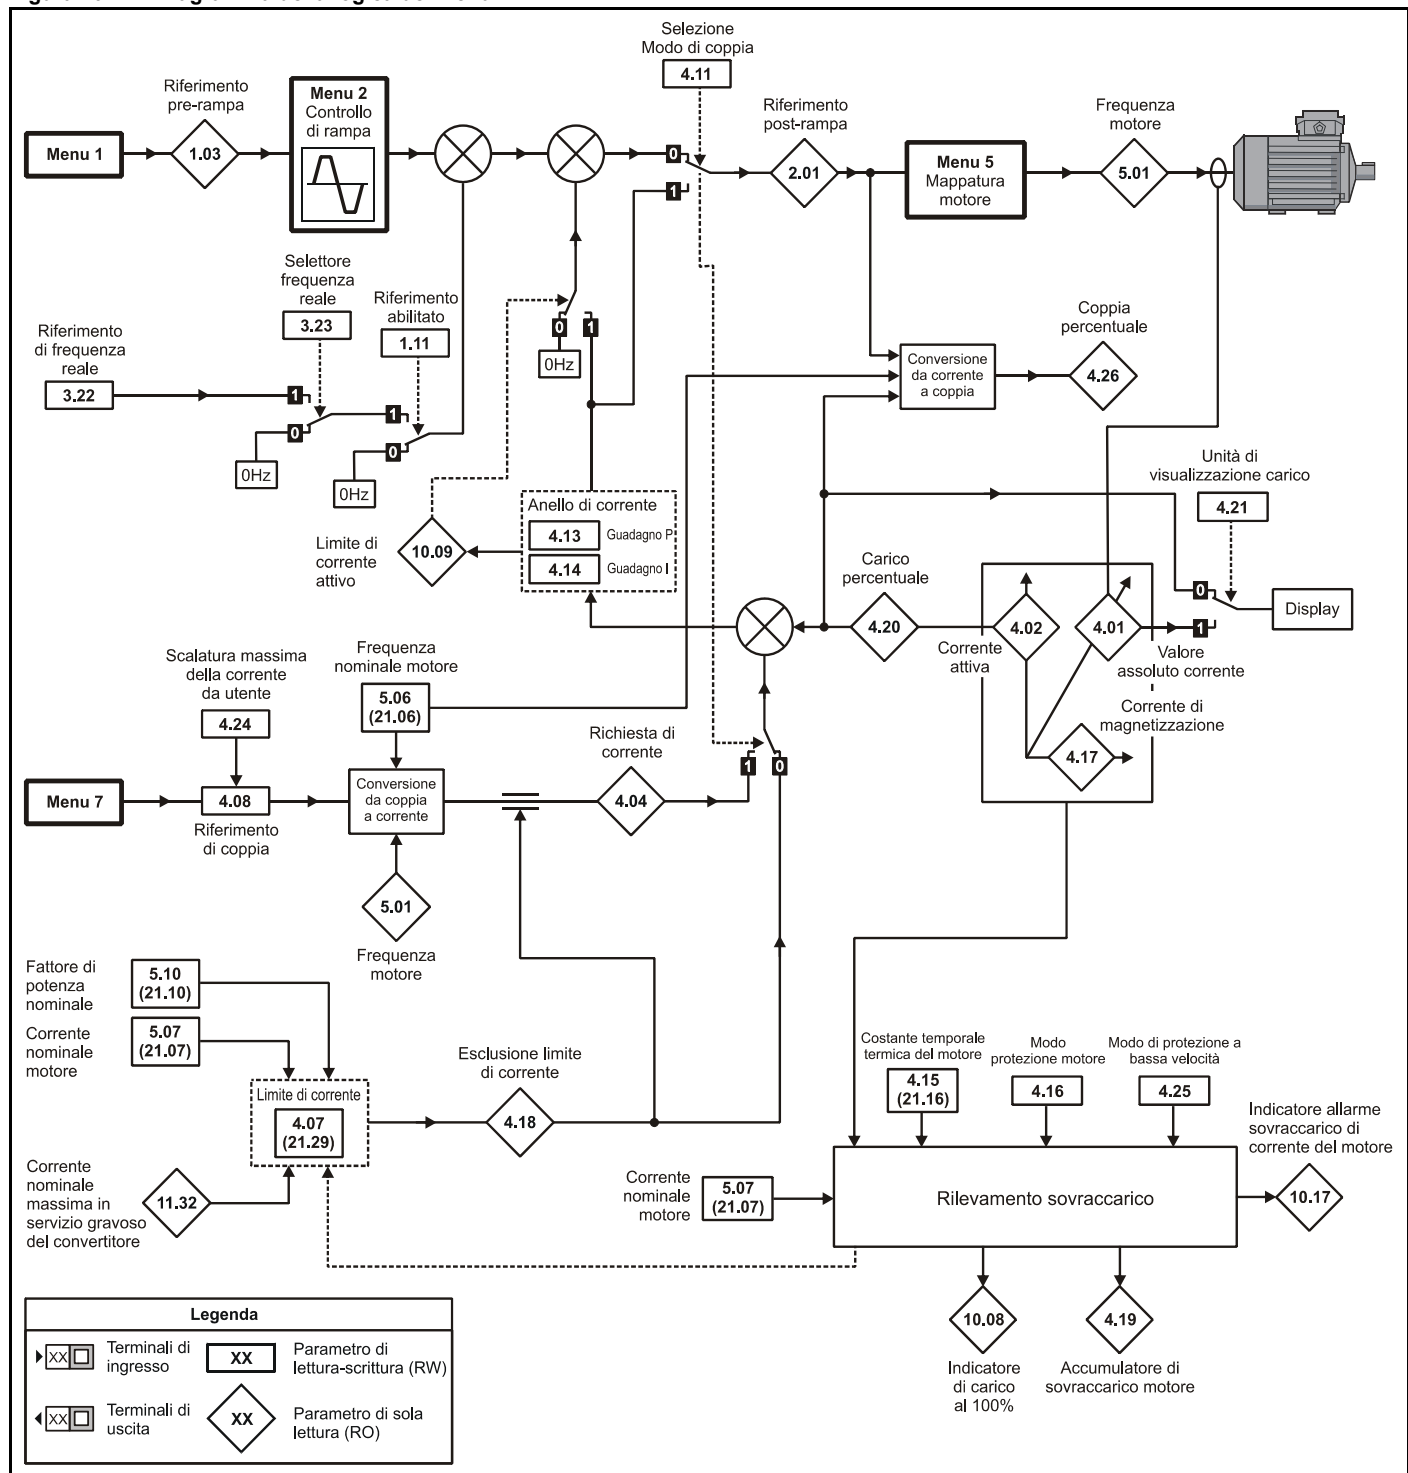 Selezione
Modo di coppia
4.11
Riferimento
pre-rampa
Menu 2
Controllo
di rampa
Riferimento
post-rampa
Frequenza
motore
Menu 1
1.03
0
1
2.01
Menu 5
Mappatura
motore
5.01
Selettore
frequenza
reale
3.23
Riferimento
abilitato
1.11
Riferimento
di frequenza
reale
3.22
1
0
0Hz
1
0
0Hz
0
1
0Hz
Coppia
percentuale
Conversione
da corrente
a coppia
4.26
Unità di
visualizzazione carico
4.21
Anello di corrente
4.13
Guadagno P
4.14
Guadagno I
10.09
Limite di
corrente
attivo
Carico
percentuale
4.20
4.02
Corrente
attiva
4.01
Valore
assoluto corrente
0
1
Display
Corrente di
magnetizzazione
4.17
Scalatura massima
della corrente
da utente
4.24
Frequenza
nominale motore
5.06
(21.06)
Richiesta di
corrente
1
0
Menu 7
4.08
Riferimento
di coppia
Conversione
da coppia
a corrente
4.04
5.01
Frequenza
motore
Fattore di
potenza
nominale
5.10
(21.10)
Corrente
nominale
motore
5.07
(21.07)
Esclusione limite
di corrente
Limite di corrente
4.07
(21.29)
4.18
Corrente
nominale
massima in
servizio gravoso
del convertitore
11.32
Costante temporale
termica del motore
4.15
(21.16)
Modo
protezione motore
4.16
Modo di protezione a
bassa velocità
4.25
Indicatore allarme
sovraccarico di
corrente del motore
Corrente
nominale
motore
5.07
(21.07)
Rilevamento sovraccarico
10.17
10.08
Indicatore
di carico
al 100%
4.19
Accumulatore di
sovraccarico motore
Legenda
XX
Terminali di
ingresso
XX
Parametro di
lettura-scrittura (RW)
XX
Terminali di
uscita
XX
Parametro di sola
lettura (RO)